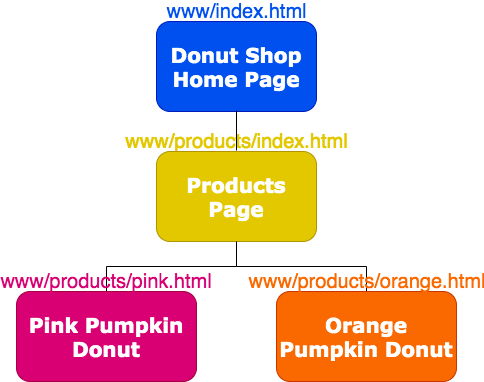 www/index.html
Donut Shop
Home Page
www/products/index.html
Products
Page
www/products/pink.html
Pink Pumpkin
Donut
www/products/orange.html
Orange
Pumpkin Donut